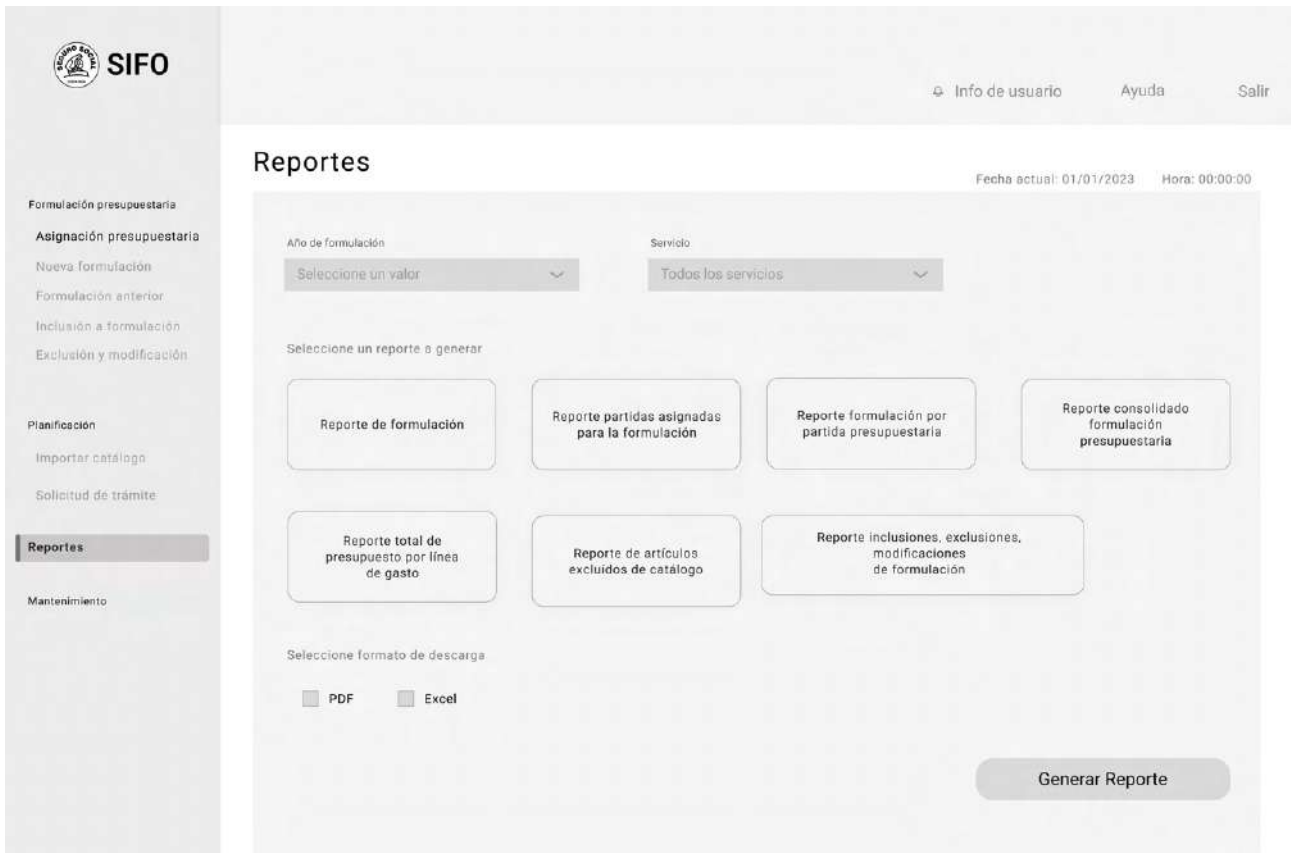 SEGURO SOCIAL
SIFO
Info de usuario Ayuda Salir
Reportes
Fecha actual: 01/01/2023 Hora: 00:00:00
Formulación presupuestaria
Asignación presupuestaria
Nueva formulación
Formulación anterior
Inclusión a formulación
Exclusión y modificación
Planificación
Importar catálogo
Solicitud de trámite
Reportes
Mantenimiento
Año de formulación
Seleccione un valor
Servicio
Todos los servicios
Seleccione un reporte a generar
Reporte de formulación
Reporte partidas asignadas
para la formulación
Reporte formulación por
partida presupuestaria
Reporte consolidado
formulación
presupuestaria
Reporte total de
presupuesto por línea
de gasto
Reporte de artículos
excluidos de catálogo
Reporte inclusiones, exclusiones,
modificaciones
de formulación
Seleccione formato de descarga
PDF
Excel
Generar Reporte